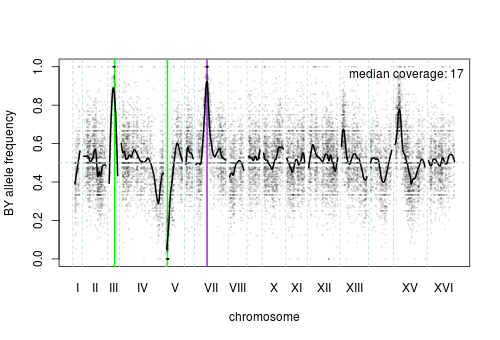 median coverage: 17
BY allele frequency
1.0
0.8
0.6
0.4
0.2
0.0
I II III IV V VII VIII X XI XII XIII XV XVI
chromosome